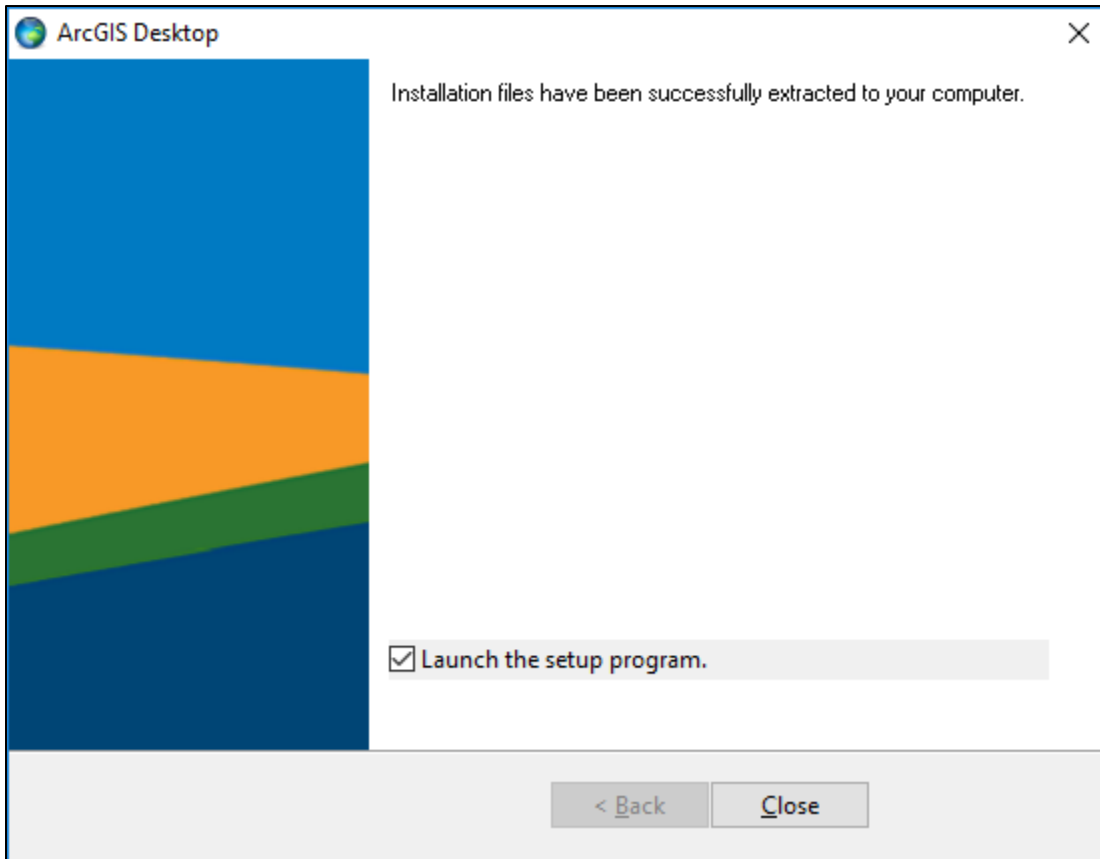 ArcGIS Desktop
Installation files have been successfully extracted to your computer.
Launch the setup program.
< Back
Close